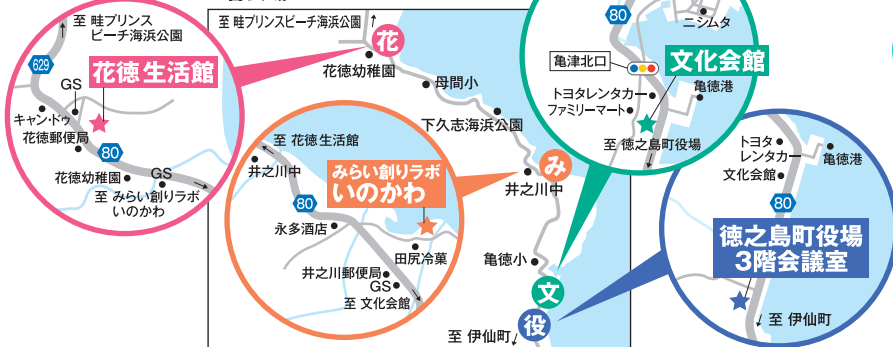 至 畦プリンス
ビーチ海浜公園
629
GS
花徳生活館
キャン・ドゥ
花徳郵便局
80
花徳幼稚園
GS
至 みらい創りラボ
いのかわ
至 畦プリンスビーチ海浜公園
花
花徳幼稚園
母間小
下久志海浜公園
み
井之川中
亀徳小
文
役
至 伊仙町
至 花徳生活館
井之川中
みらい創りラボ
いのかわ
80
永多酒店
田尻冷菓
井之川郵便局
GS
至 文化会館
80
ニシムタ
亀津北口
文化会館
トヨタレンタカー
亀徳港
ファミリーマート
至 徳之島町役場
トヨタ
レンタカー
亀徳港
文化会館
80
徳之島町役場
3階会議室
至 伊仙町